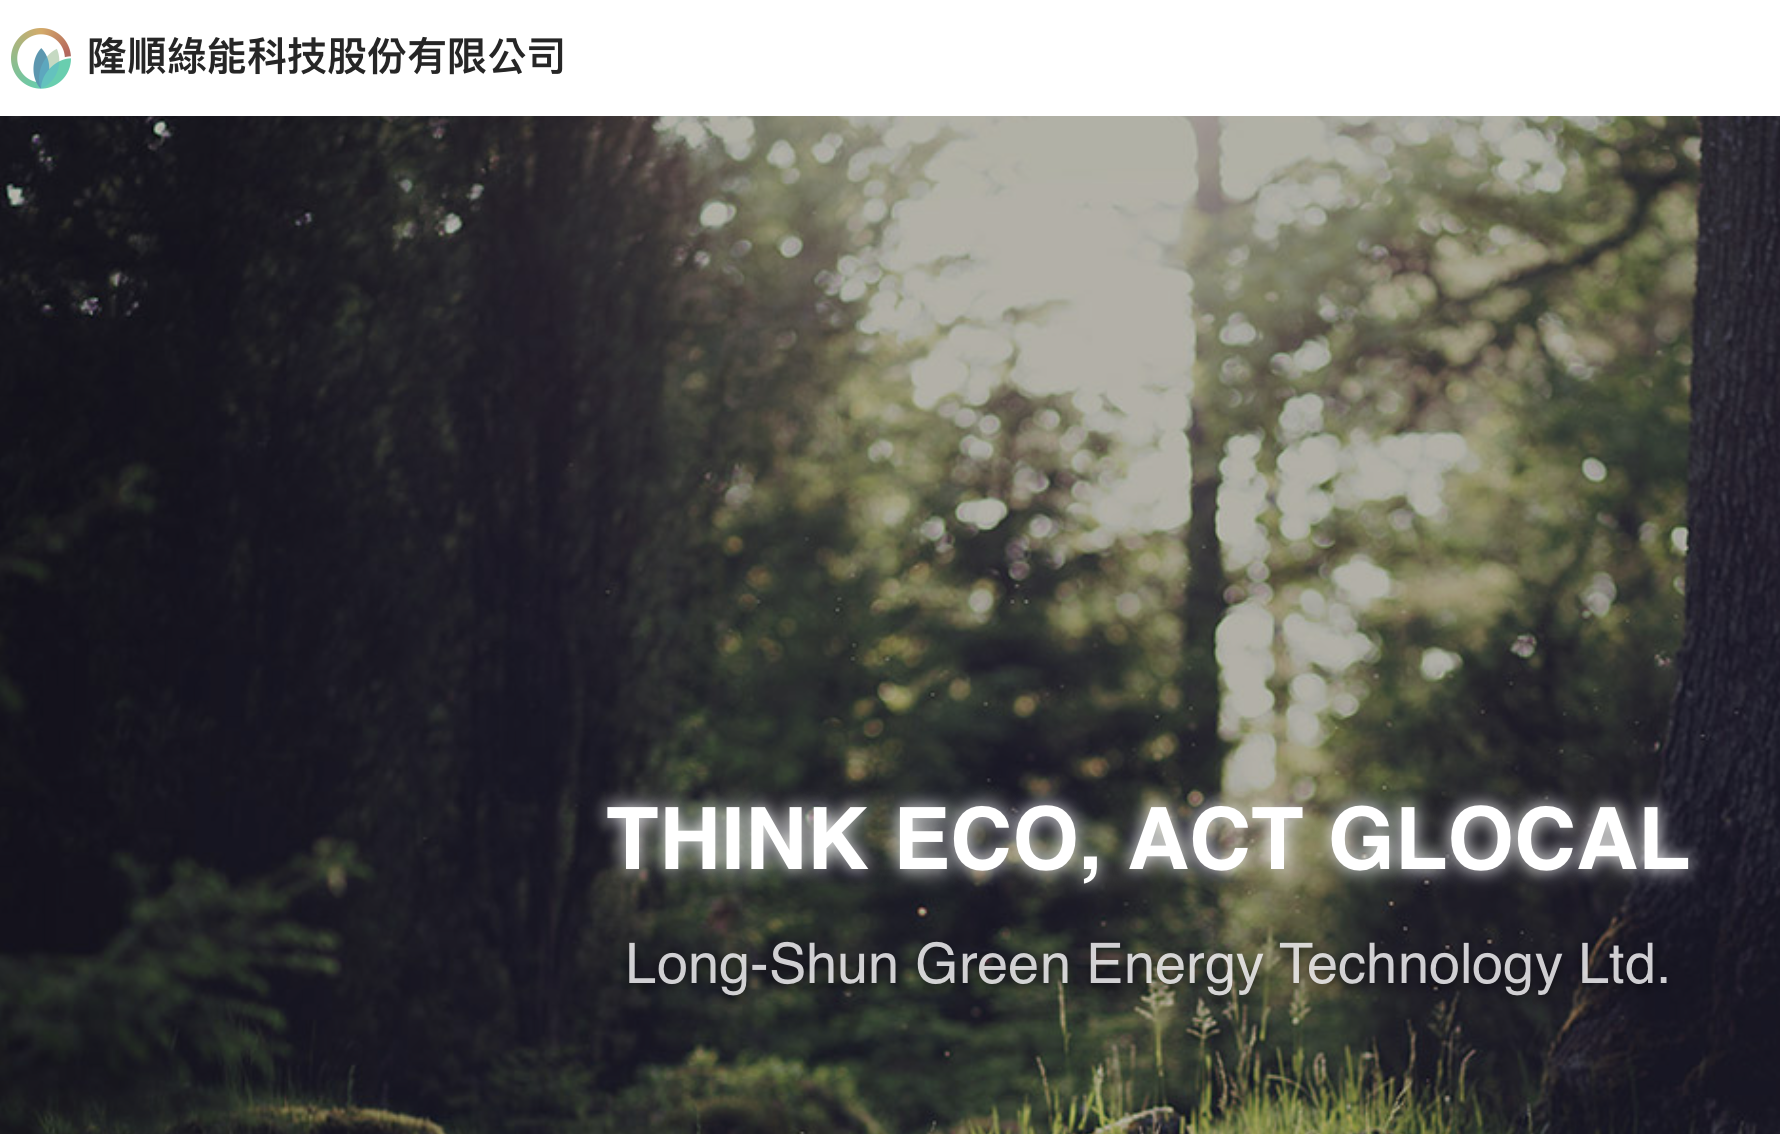 隆順綠能科技股份有限公司
THINK ECO, ACT GLOCAL
Long-Shun Green Energy Technology Ltd.